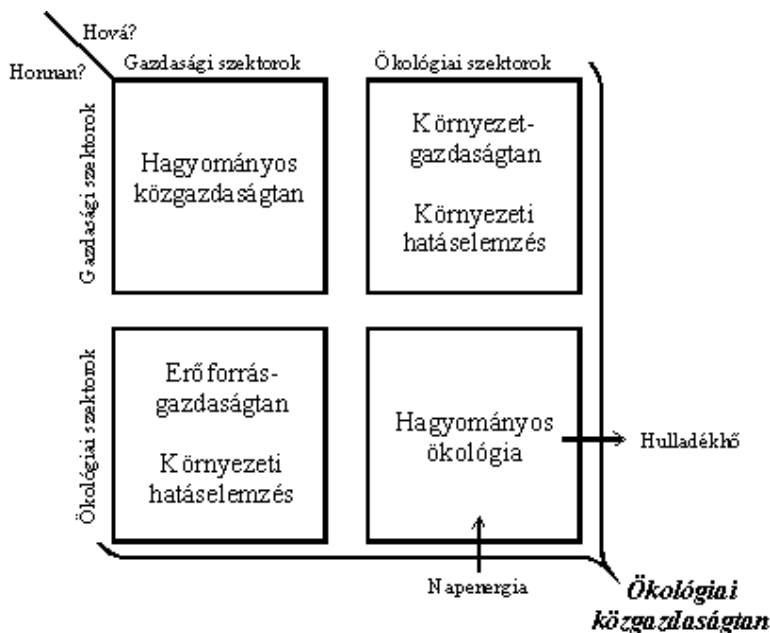 Hová?
Honnan?
Gazdasági szektorok
Ökológiai szektorok
Gazdasági szektorok
Hagyományos
közgazdaságtan
Környezet-
gazdaságtan
Környezeti
hatáselemzés
Ökológiai szektorok
Erőforrás-
gazdaságtan
Környezeti
hatáselemzés
Hagyományos
ökológia
Hulladékhő
Napenergia
Ökológiai
közgazdaságtan